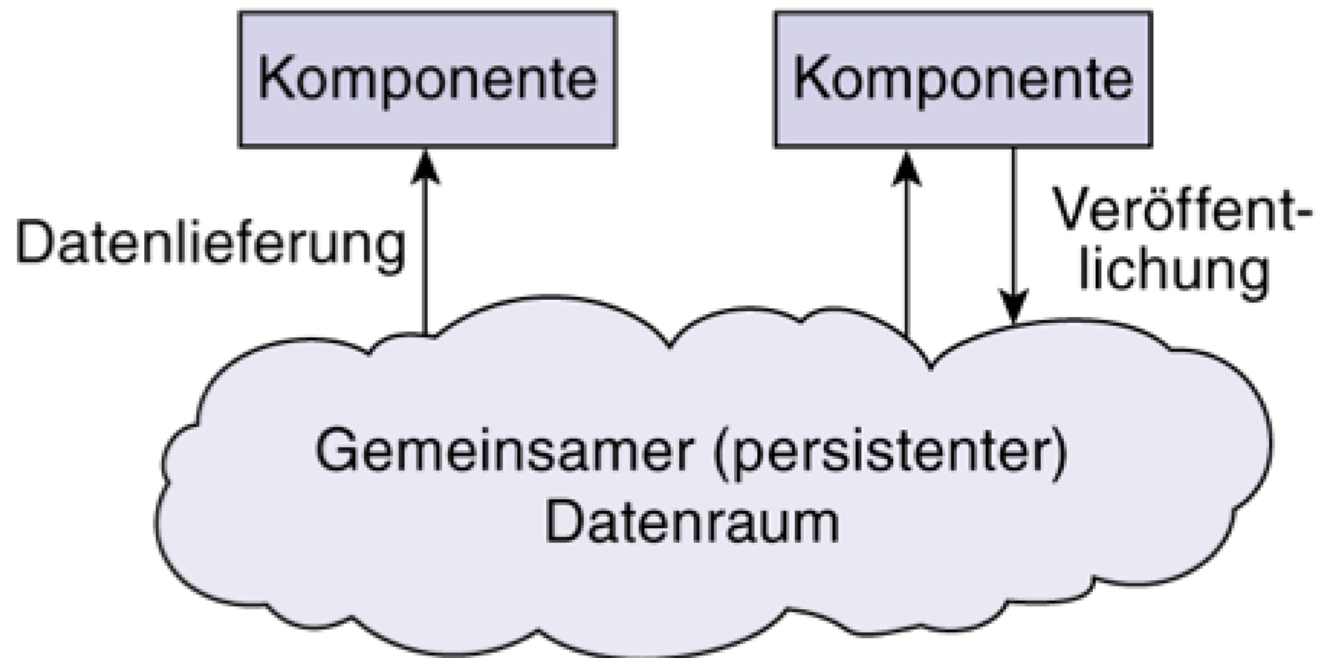 Komponente
Komponente
Datenlieferung
Veröffent-
lichung
Gemeinsamer (persistenter)
Datenraum